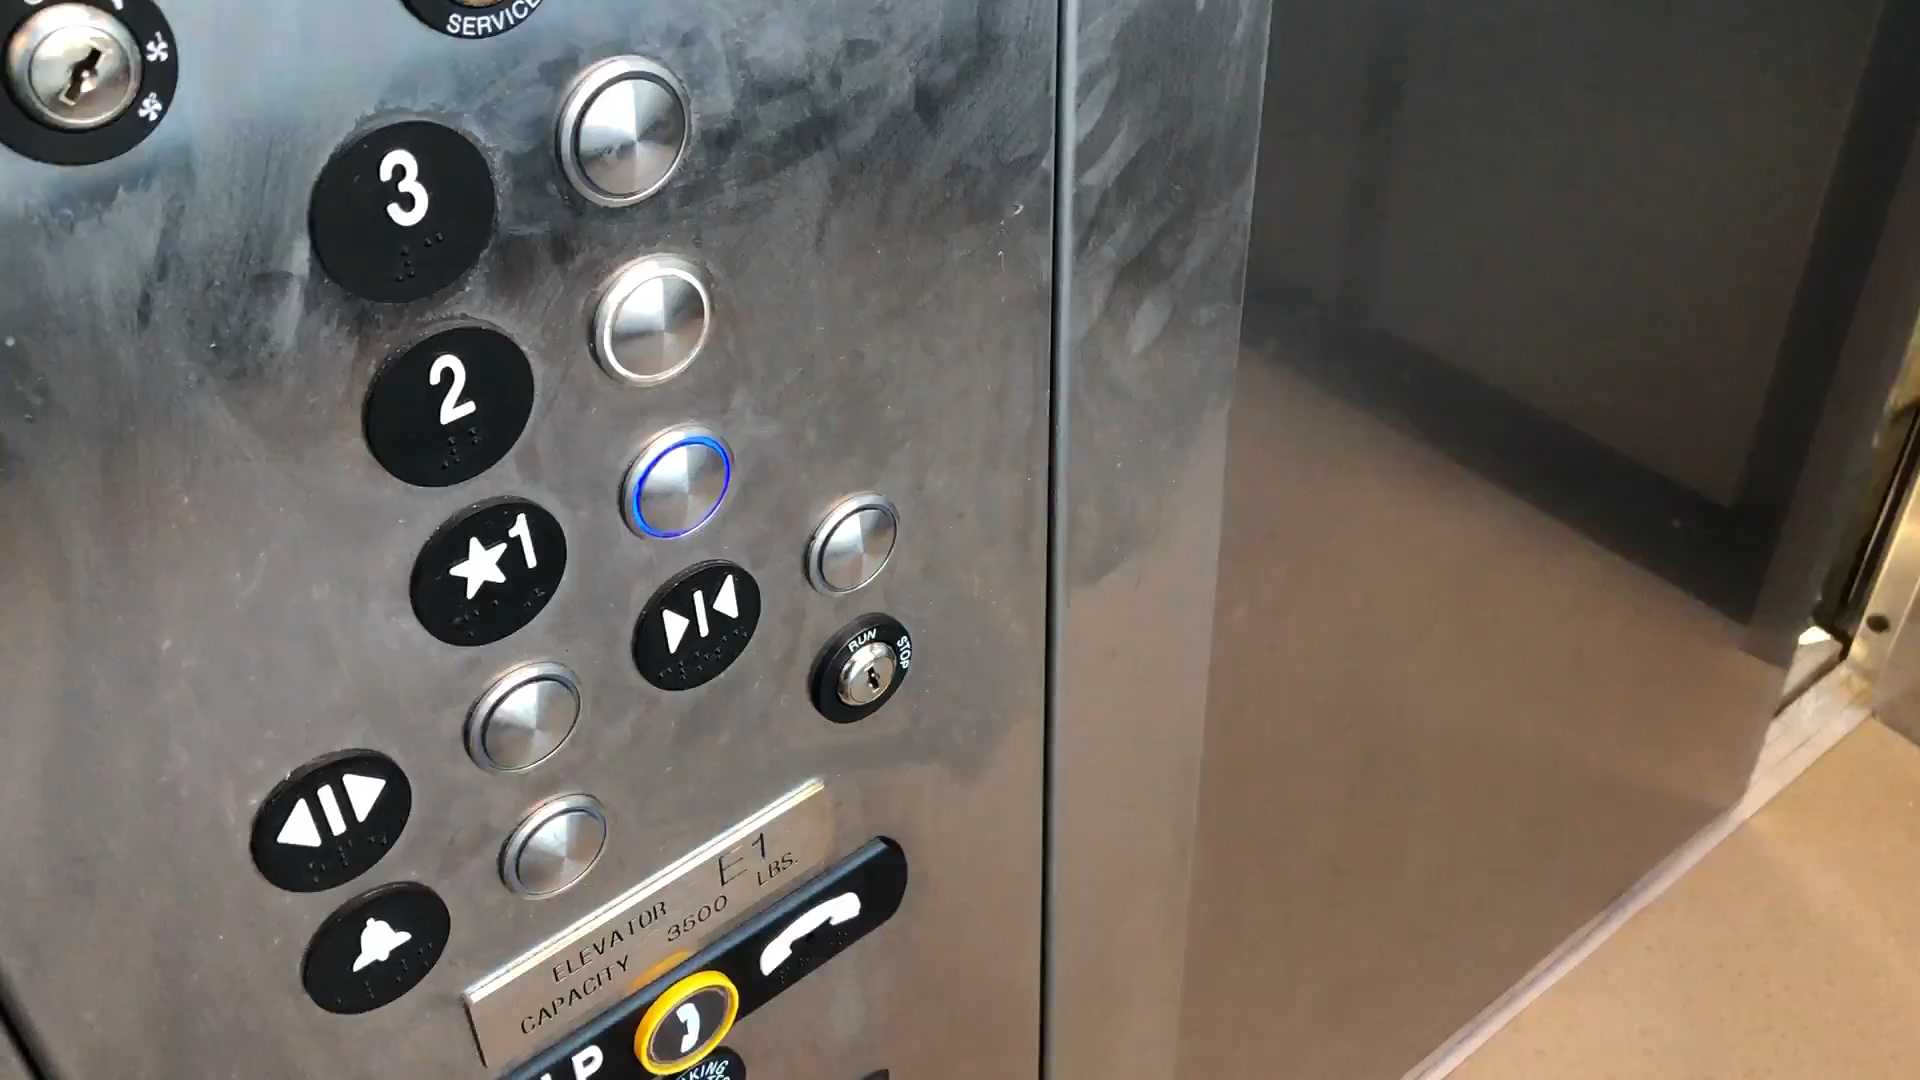 SERVICE
3
2
★1
RUN STOP
ELEVATOR E1
CAPACITY 3500 LBS.